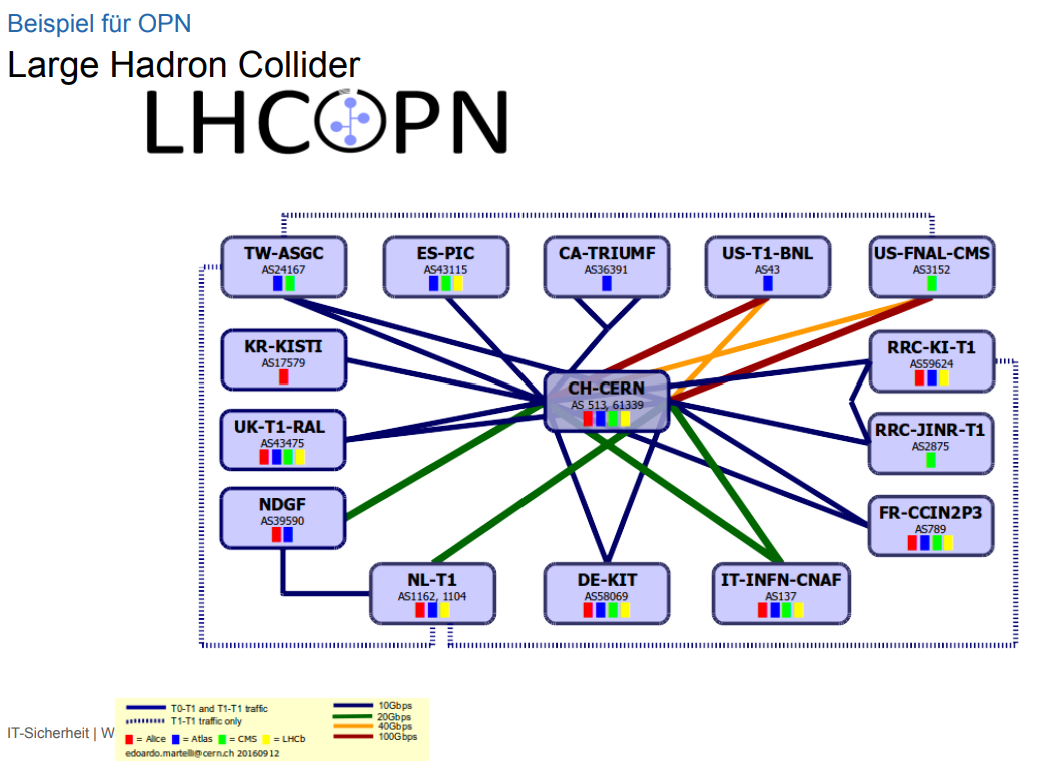 Beispiel für OPN
Large Hadron Collider
LHCOPN
TW-ASGC
AS24167
ES-PIC
AS43115
CA-TRIUMF
AS36391
US-T1-BNL
AS43
US-FNAL-CMS
AS3152
KR-KISTI
AS17579
CH-CERN
AS 513, 61339
RRC-KI-T1
AS59624
UK-T1-RAL
AS43475
RRC-JINR-T1
AS2875
NDGF
AS39590
FR-CCIN2P3
AS789
NL-T1
AS1162, 1104
DE-KIT
AS58069
IT-INFN-CNAF
AS137
T0-T1 and T1-T1 traffic
T1-T1 traffic only
= Alice = Atlas = CMS = LHCb
edoardo.martelli@cern.ch 20160912
10Gbps
20Gbps
40Gbps
100Gbps
IT-Sicherheit | W